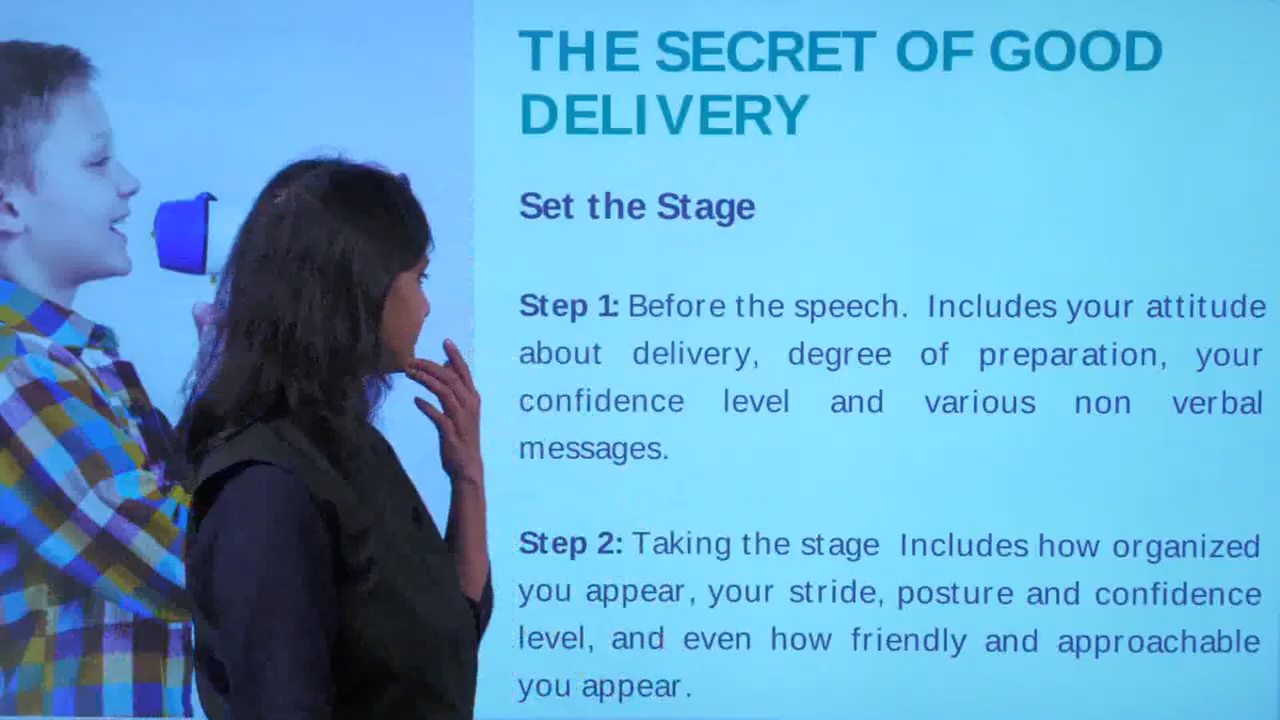 THE SECRET OF GOOD
DELIVERY
Set the Stage
Step 1: Before the speech. Includes your attitude
about delivery, degree of preparation, your
confidence level and various non verbal
messages.
Step 2: Taking the stage Includes how organized
you appear, your stride, posture and confidence
level, and even how friendly and approachable
you appear.